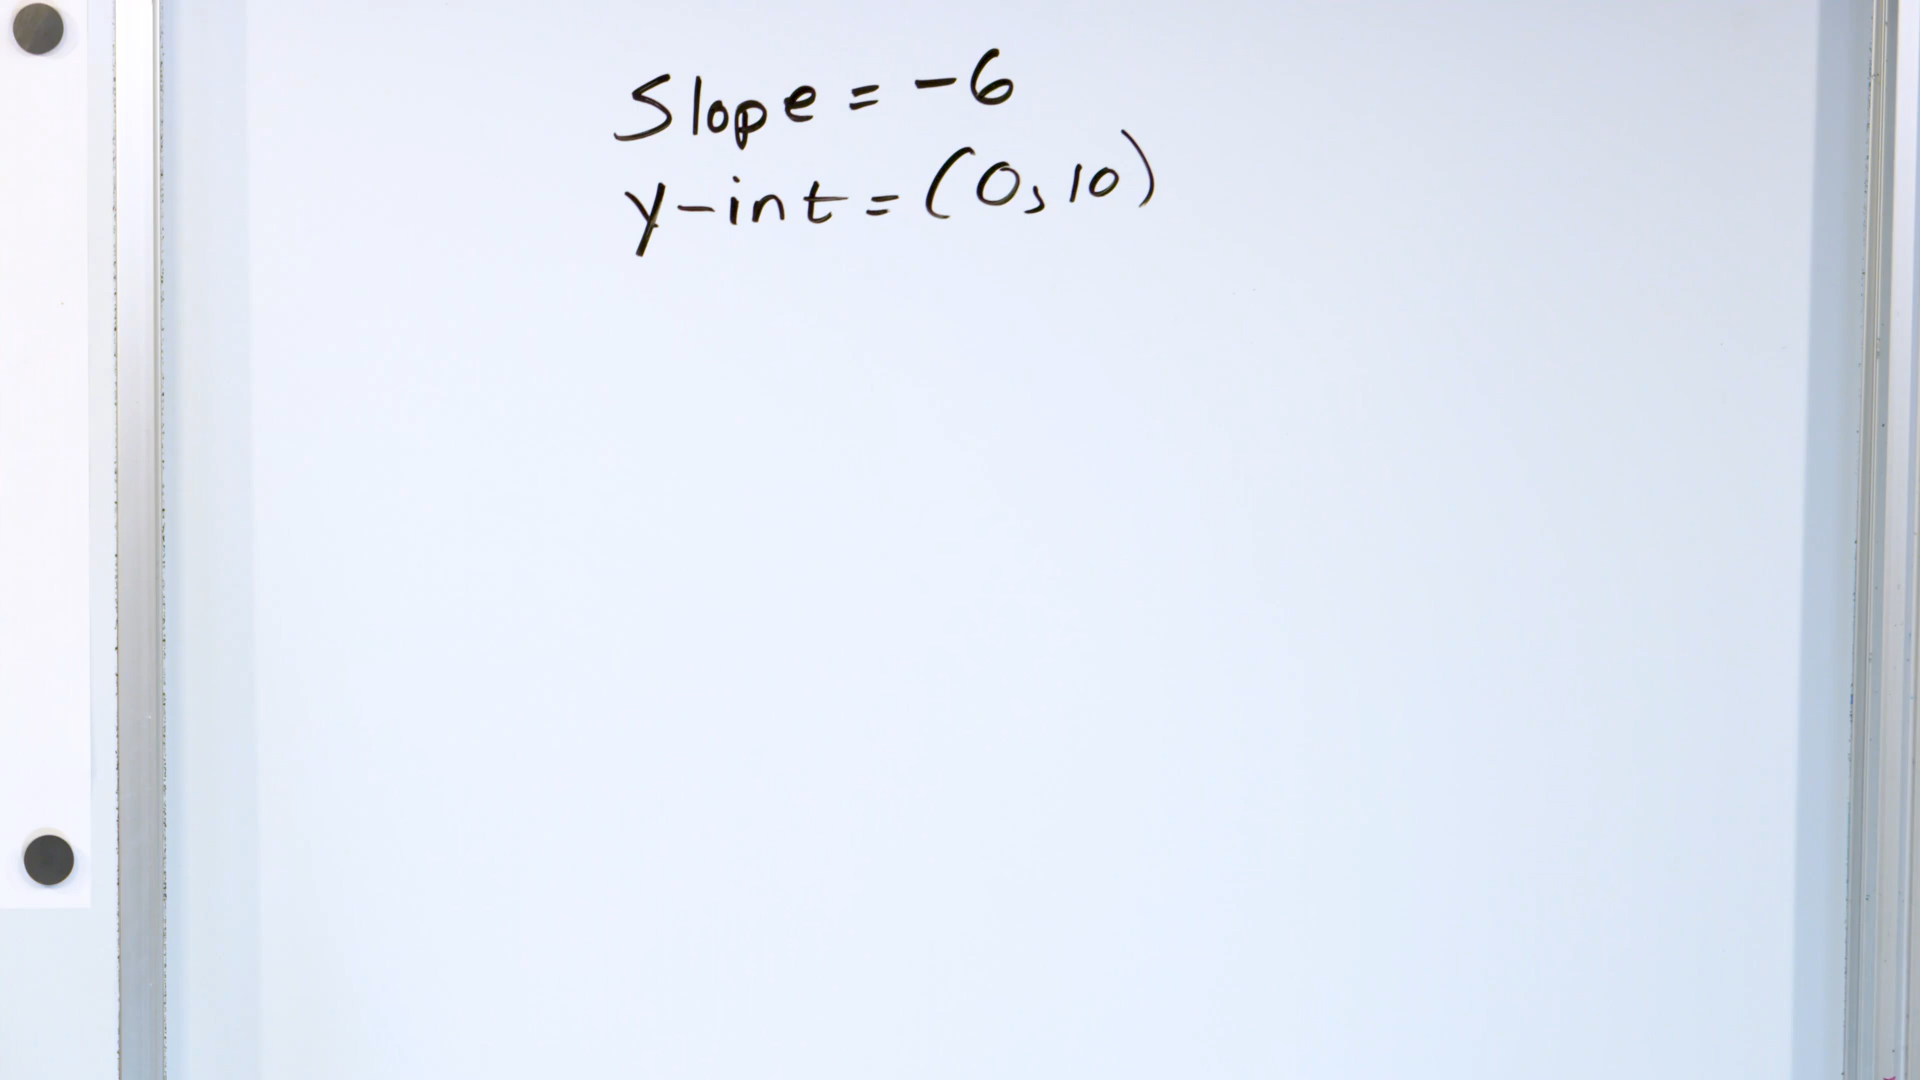 Slope = -6
y-int = (0, 10)